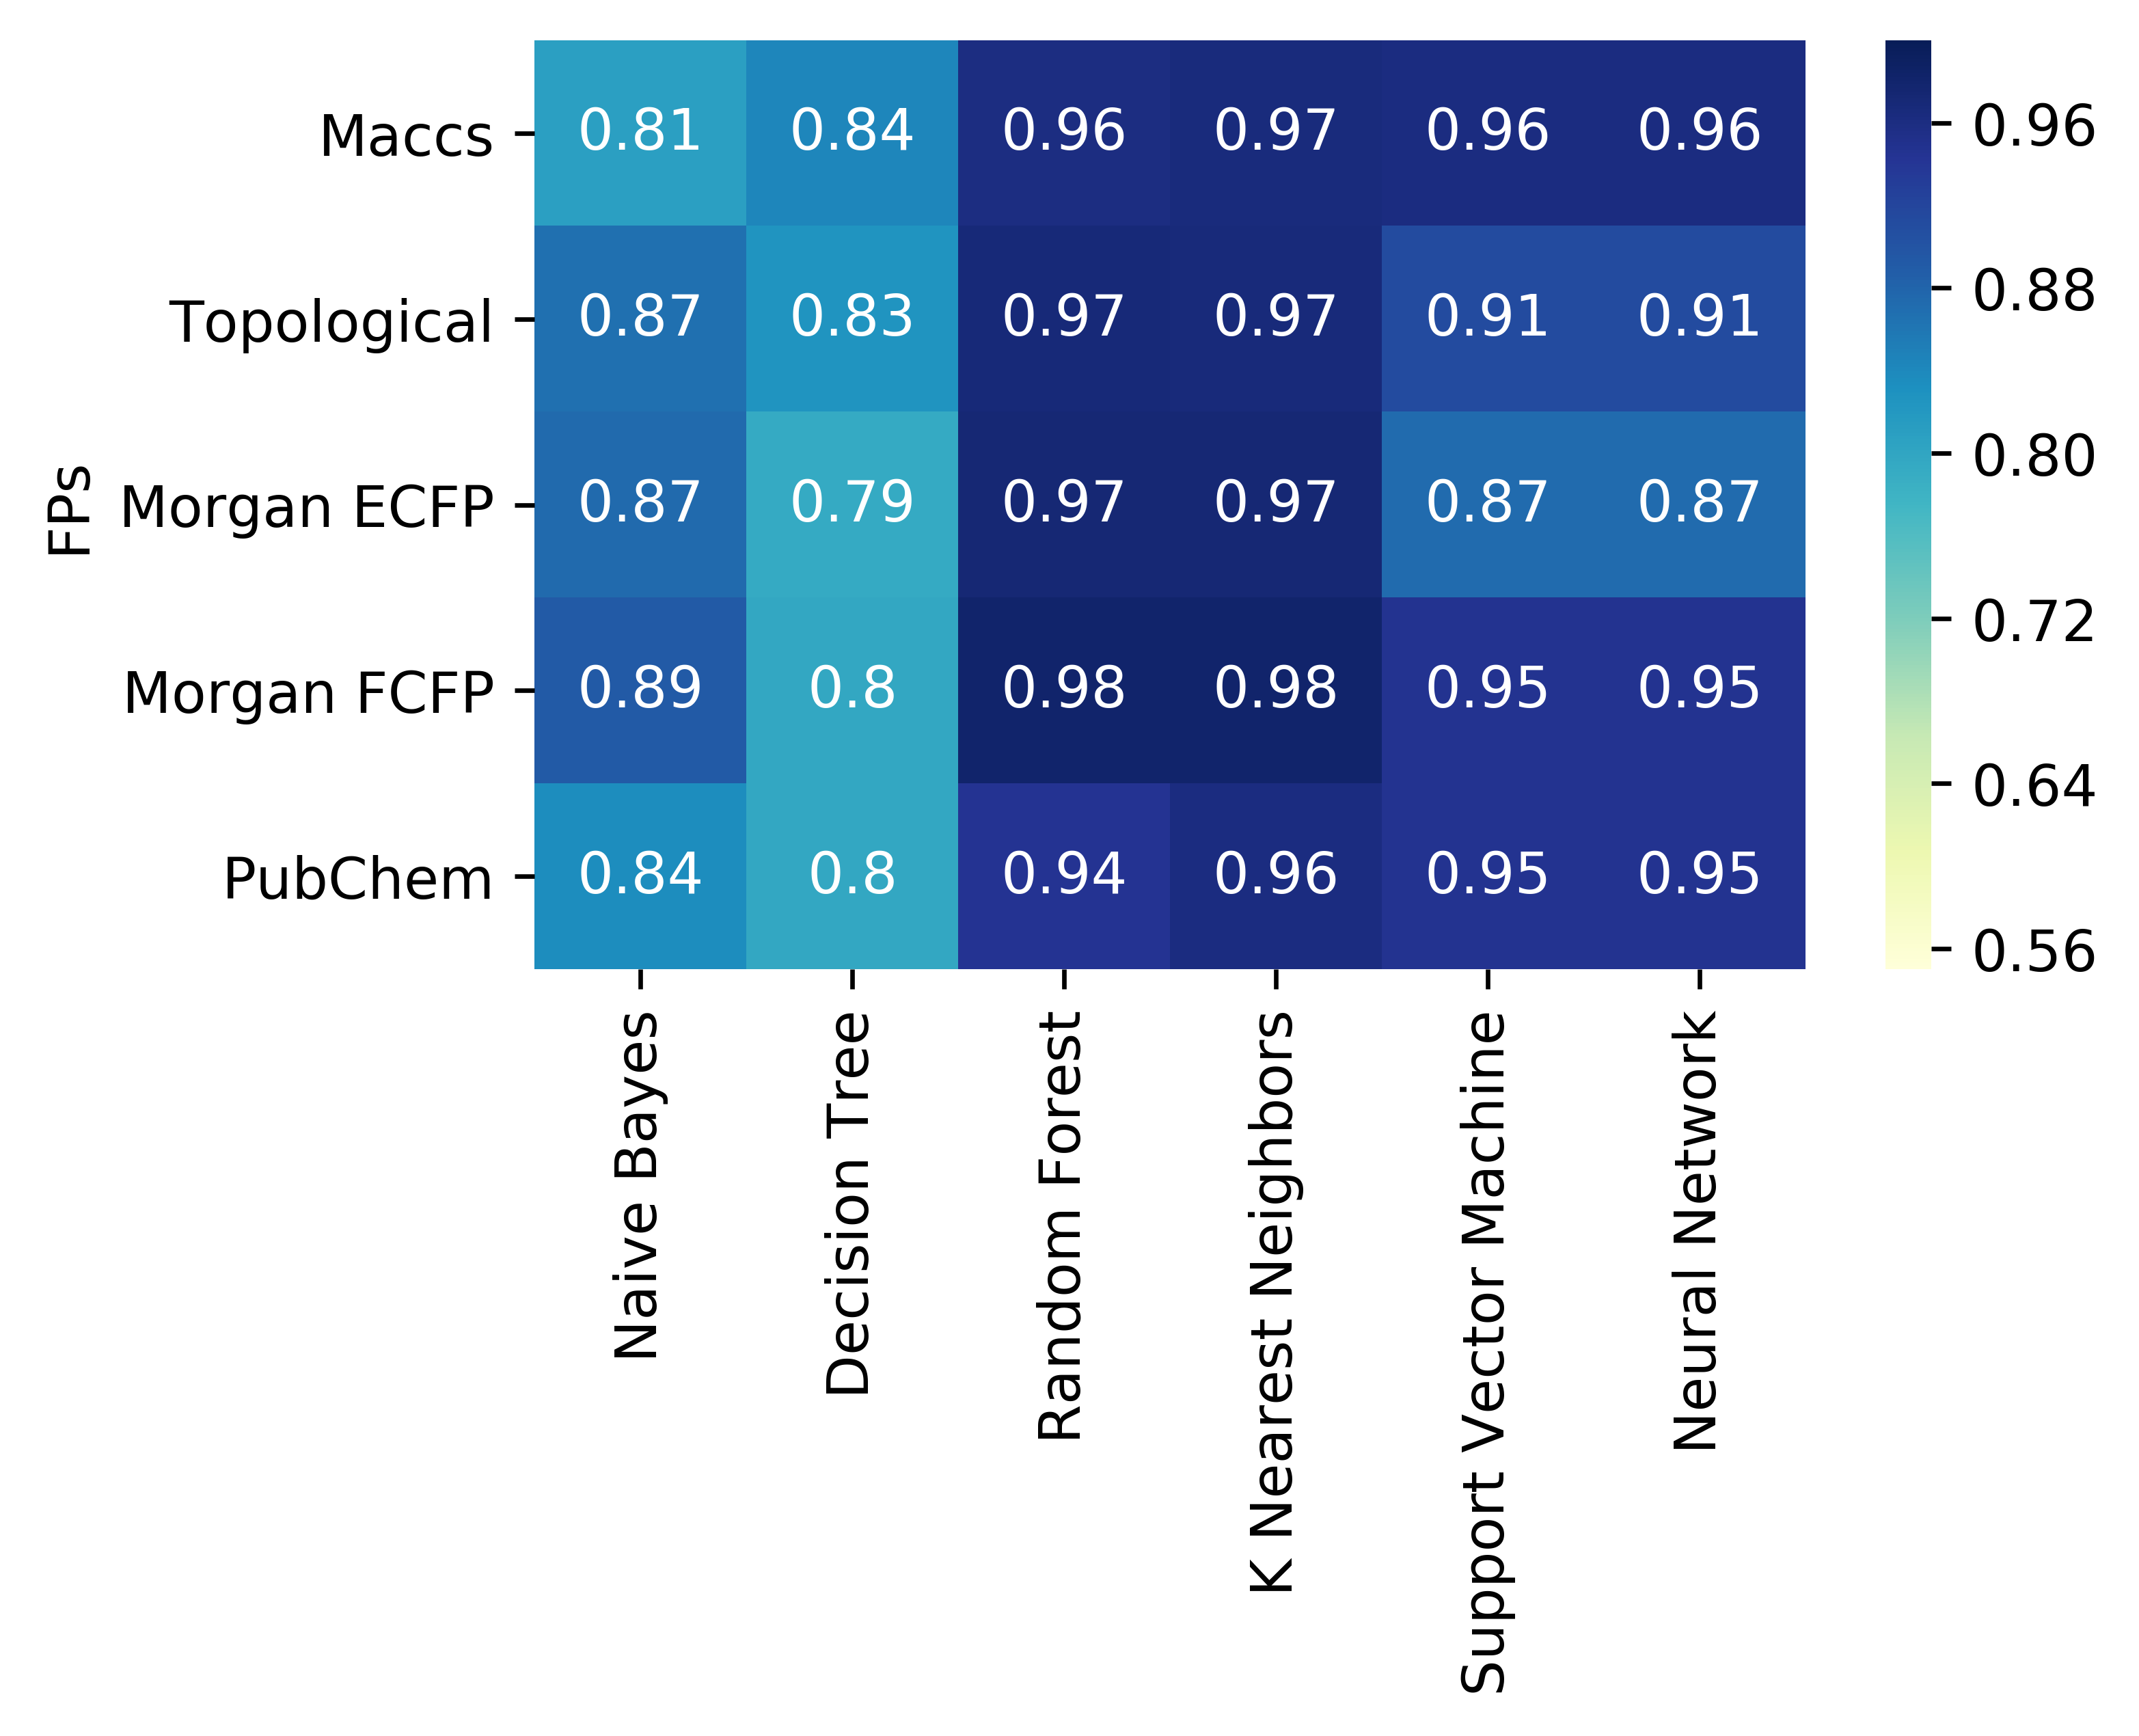 FPs
Maccs 0.81 0.84 0.96 0.97 0.96 0.96
Topological 0.87 0.83 0.97 0.97 0.91 0.91
Morgan ECFP 0.87 0.79 0.97 0.97 0.87 0.87
Morgan FCFP 0.89 0.8 0.98 0.98 0.95 0.95
PubChem 0.84 0.8 0.94 0.96 0.95 0.95
Naive Bayes
Decision Tree
Random Forest
K Nearest Neighbors
Support Vector Machine
Neural Network
0.96
0.88
0.80
0.72
0.64
0.56